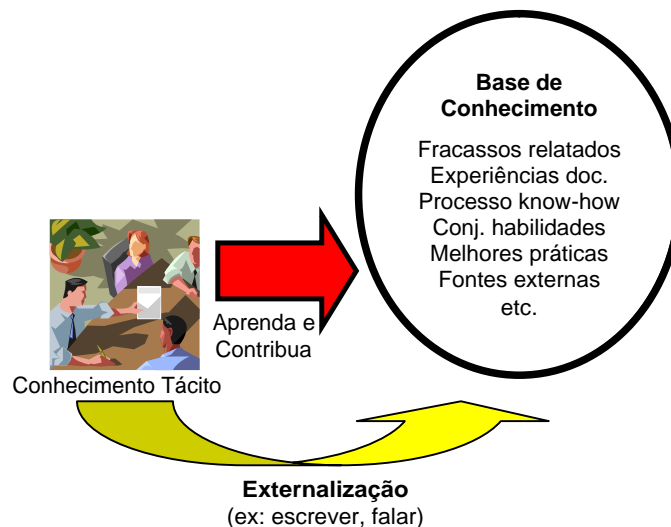 Base de
Conhecimento
Fracassos relatados
Experiências doc.
Processo know-how
Conj. habilidades
Melhores práticas
Fontes externas
etc.
Aprenda e
Contribua
Conhecimento Tácito
Externalização
(ex: escrever, falar)